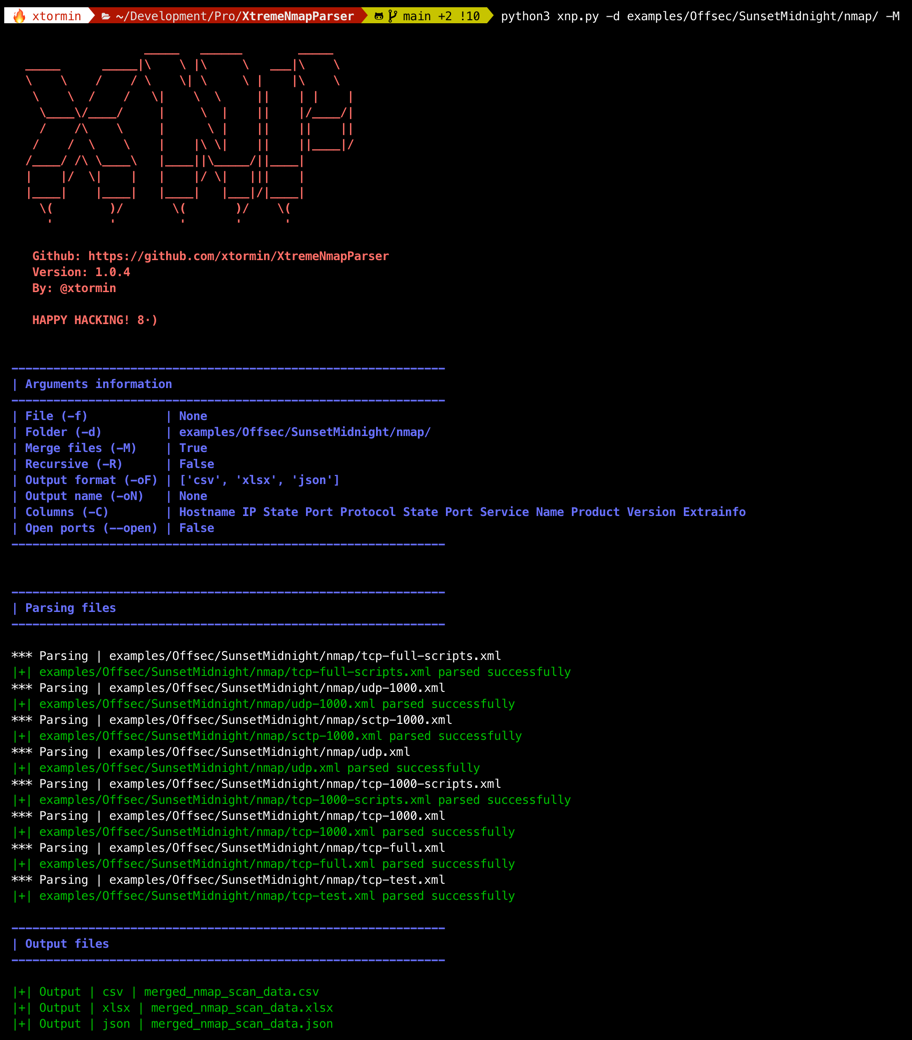 xtormin ~/Development/Pro/XtremeNmapParser main +2 !10 python3 xnp.py -d examples/Offsec/SunsetMidnight/nmap/ -M
XNP
Github: https://github.com/xtormin/XtremeNmapParser
Version: 1.0.4
By: @xtormin
HAPPY HACKING! 8·)
----------------------------------------------------------------
| Arguments information
----------------------------------------------------------------
| File (-f) | None
| Folder (-d) | examples/Offsec/SunsetMidnight/nmap/
| Merge files (-M) | True
| Recursive (-R) | False
| Output format (-oF) | ['csv', 'xlsx', 'json']
| Output name (-oN) | None
| Columns (-C) | Hostname IP State Port Protocol State Port Service Name Product Version Extrainfo
| Open ports (--open) | False
----------------------------------------------------------------
----------------------------------------------------------------
| Parsing files
----------------------------------------------------------------
*** Parsing | examples/Offsec/SunsetMidnight/nmap/tcp-full-scripts.xml
|+| examples/Offsec/SunsetMidnight/nmap/tcp-full-scripts.xml parsed successfully
*** Parsing | examples/Offsec/SunsetMidnight/nmap/udp-1000.xml
|+| examples/Offsec/SunsetMidnight/nmap/udp-1000.xml parsed successfully
*** Parsing | examples/Offsec/SunsetMidnight/nmap/sctp-1000.xml
|+| examples/Offsec/SunsetMidnight/nmap/sctp-1000.xml parsed successfully
*** Parsing | examples/Offsec/SunsetMidnight/nmap/udp.xml
|+| examples/Offsec/SunsetMidnight/nmap/udp.xml parsed successfully
*** Parsing | examples/Offsec/SunsetMidnight/nmap/tcp-1000-scripts.xml
|+| examples/Offsec/SunsetMidnight/nmap/tcp-1000-scripts.xml parsed successfully
*** Parsing | examples/Offsec/SunsetMidnight/nmap/tcp-1000.xml
|+| examples/Offsec/SunsetMidnight/nmap/tcp-1000.xml parsed successfully
*** Parsing | examples/Offsec/SunsetMidnight/nmap/tcp-full.xml
|+| examples/Offsec/SunsetMidnight/nmap/tcp-full.xml parsed successfully
*** Parsing | examples/Offsec/SunsetMidnight/nmap/tcp-test.xml
|+| examples/Offsec/SunsetMidnight/nmap/tcp-test.xml parsed successfully
----------------------------------------------------------------
| Output files
----------------------------------------------------------------
|+| Output | csv | merged_nmap_scan_data.csv
|+| Output | xlsx | merged_nmap_scan_data.xlsx
|+| Output | json | merged_nmap_scan_data.json